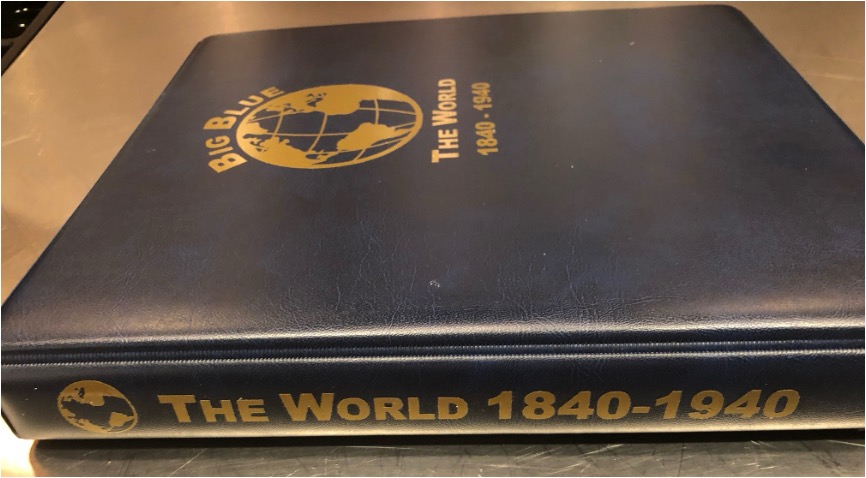 BIG BLUE
THE WORLD
1840 - 1940
THE WORLD 1840-1940